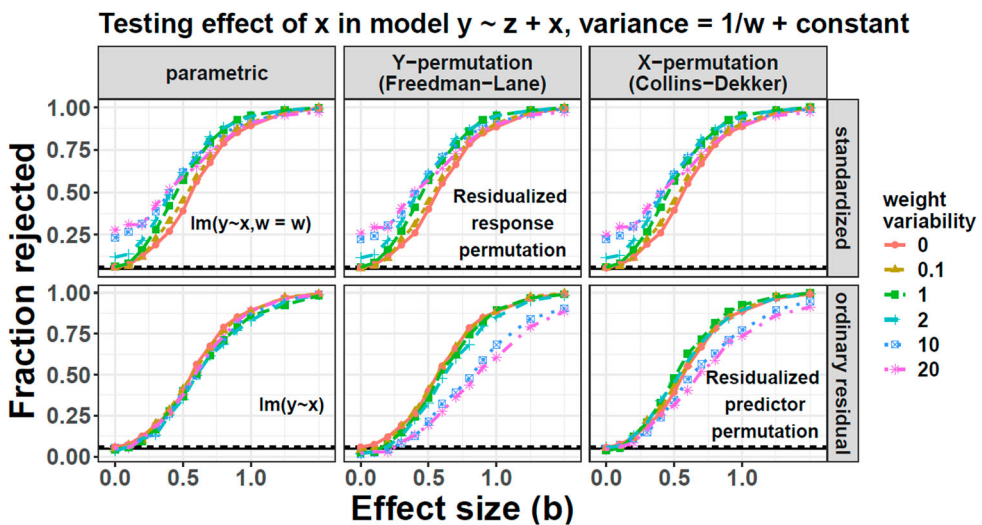 Testing effect of x in model y ~ z + x, variance = 1/w + constant
parametric
Y−permutation
(Freedman−Lane)
X−permutation
(Collins−Dekker)
Fraction rejected
1.00
0.75
0.50
0.25
0.00
lm(y~x,w = w)
Residualized
response
permutation
standardized
1.00
0.75
0.50
0.25
0.00
lm(y~x)
Residualized
predictor
permutation
ordinary residual
0.0
0.5
1.0
0.0
0.5
1.0
0.0
0.5
1.0
Effect size (b)
weight
variability
0
0.1
1
2
10
20